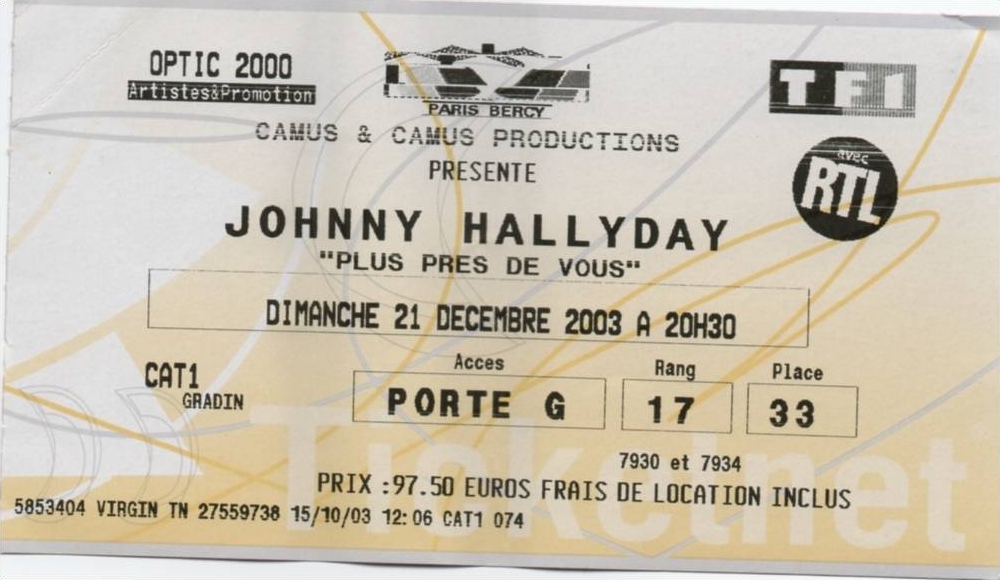 OPTIC 2000
Artistes&Promotion
PARIS BERCY
TF1
avec
RTL
CAMUS & CAMUS PRODUCTIONS
PRESENTE
JOHNNY HALLYDAY
"PLUS PRES DE VOUS"
DIMANCHE 21 DECEMBRE 2003 A 20H30
CAT1
GRADIN
Acces
PORTE G
Rang
17
Place
33
7930 et 7934
PRIX :97.50 EUROS FRAIS DE LOCATION INCLUS
5853404 VIRGIN TN 27559738 15/10/03 12:06 CAT1 074
Ticketnet